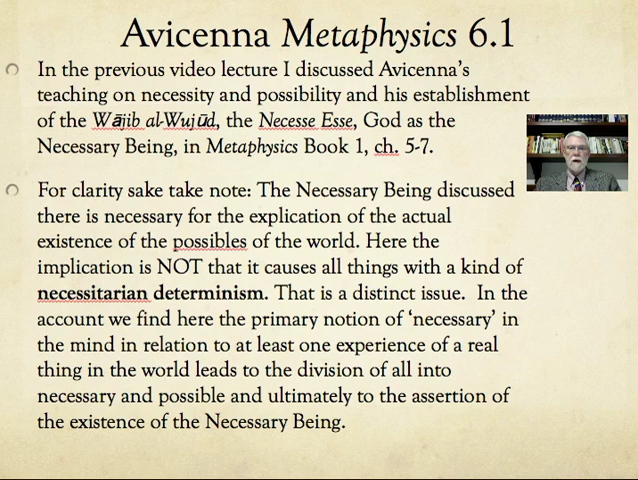 Avicenna Metaphysics 6.1
In the previous video lecture I discussed Avicenna's
teaching on necessity and possibility and his establishment
of the Wājib al-Wujūd, the Necesse Esse, God as the
Necessary Being, in Metaphysics Book 1, ch. 5-7.
For clarity sake take note: The Necessary Being discussed
there is necessary for the explication of the actual
existence of the possibles of the world. Here the
implication is NOT that it causes all things with a kind of
necessitarian determinism. That is a distinct issue. In the
account we find here the primary notion of 'necessary' in
the mind in relation to at least one experience of a real
thing in the world leads to the division of all into
necessary and possible and ultimately to the assertion of
the existence of the Necessary Being.